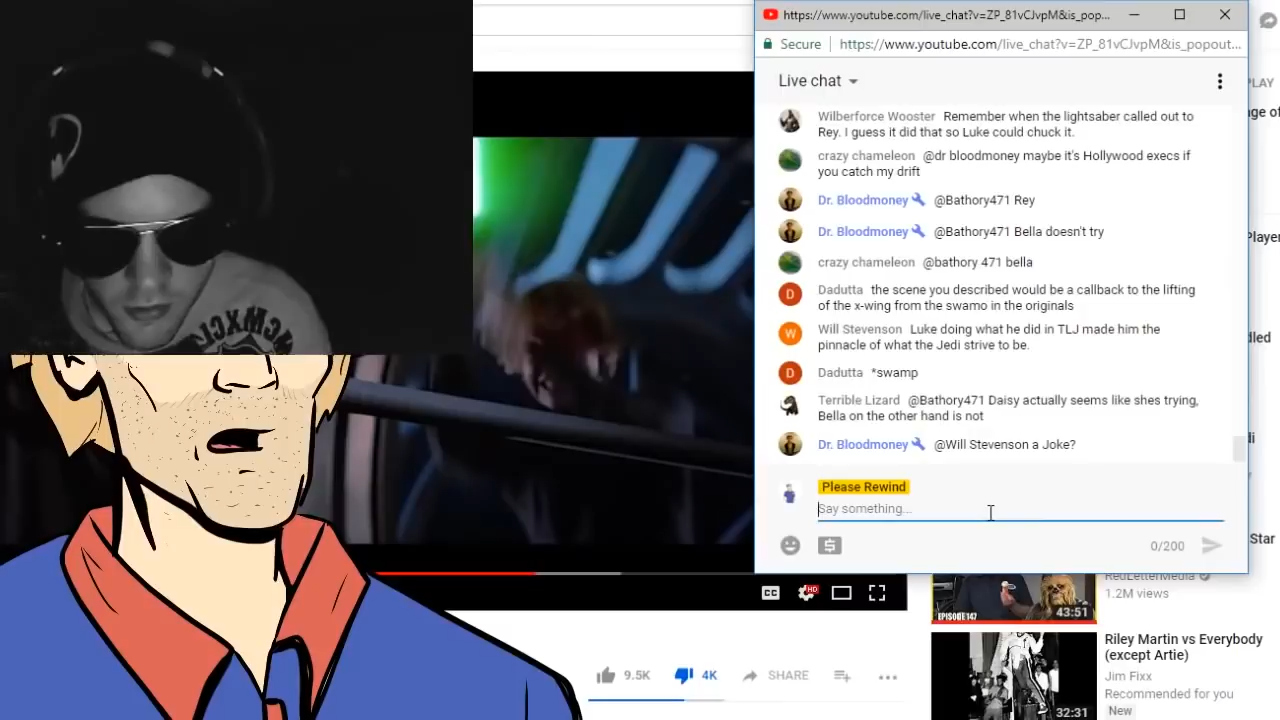 https://www.youtube.com/live_chat?v=ZP_81vCJvpM&is_pop...
Secure
https://www.youtube.com/live_chat?v=ZP_81vCJvpM&is_popout...
Live chat
Wilberforce Wooster Remember when the lightsaber called out to
Rey. I guess it did that so Luke could chuck it.
crazy chameleon @dr bloodmoney maybe it's Hollywood execs if
you catch my drift
Dr. Bloodmoney @Bathory471 Rey
Dr. Bloodmoney @Bathory471 Bella doesn't try
crazy chameleon @bathory 471 bella
D
Dadutta the scene you described would be a callback to the lifting
of the x-wing from the swamo in the originals
W
Will Stevenson Luke doing what he did in TLJ made him the
pinnacle of what the Jedi strive to be.
D
Dadutta *swamp
Terrible Lizard @Bathory471 Daisy actually seems like shes trying,
Bella on the other hand is not
Dr. Bloodmoney @Will Stevenson a Joke?
Please Rewind
Say something...
0/200
PLAY
nge of
Player
dled
di
Star
CC
HD
9.5K
4K
SHARE
RedLetterMedia
1.2M views
EPISODE 147
43:51
Riley Martin vs Everybody
(except Artie)
Jim Fixx
Recommended for you
New
32:31